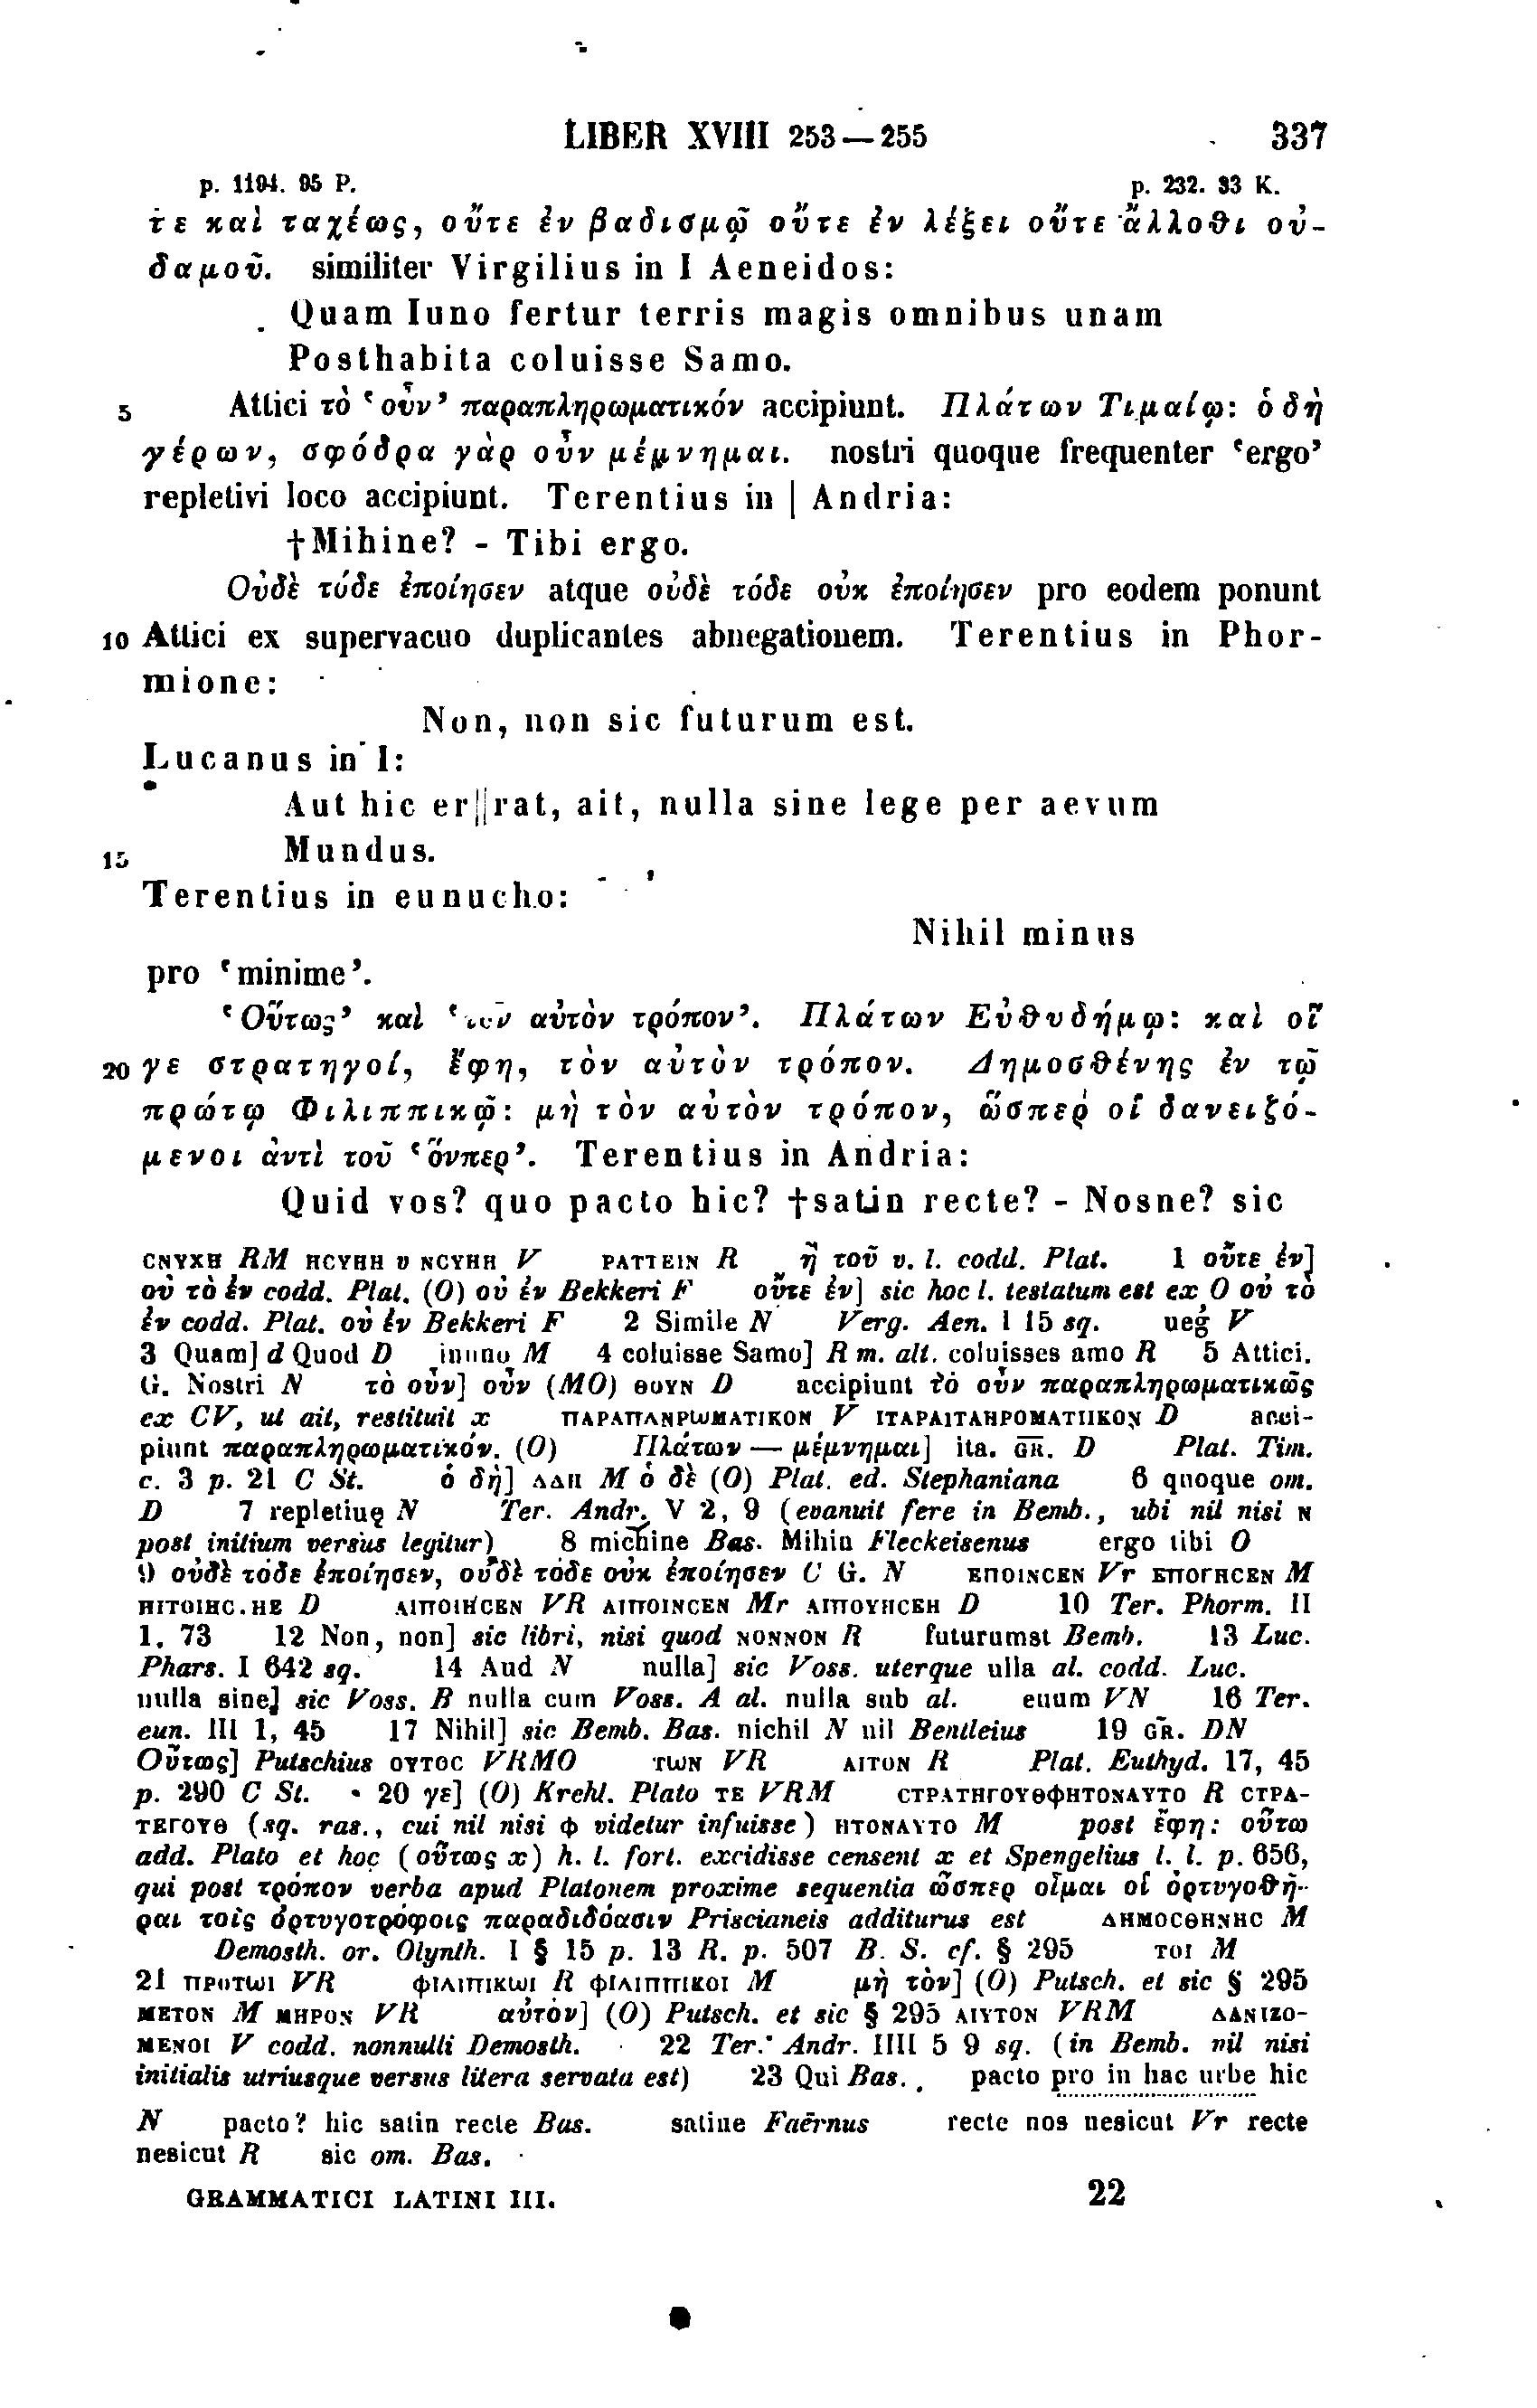 LIBER XVIII 253—255 337
p. 1194. 95 P. p. 232. 33 K.
τε καὶ ταχέως, οὔτε ἐν βαδισμῷ οὔτε ἐν λέξει οὔτε ἄλλοθι οὐ-
δαμοῦ. similiter Virgilius in I Aeneidos:
Quam Iuno fertur terris magis omnibus unam
Posthabita coluisse Samo.
5 Attici τὸ 'οὖν' παραπληρωματικόν accipiunt. Πλάτων Τιμαίῳ: ὁ δὴ
γέρων, σφόδρα γὰρ οὖν μέμνημαι. nostri quoque frequenter 'ergo'
repletivi loco accipiunt. Terentius in | Andria:
†Mihine? - Tibi ergo.
Οὐδὲ τόδε ἐποίησεν atque οὐδὲ τόδε οὐκ ἐποίησεν pro eodem ponunt
10 Attici ex supervacuo duplicantes abnegationem. Terentius in Phor-
mione:
Non, non sic futurum est.
Lucanus in I:
Aut hic er||rat, ait, nulla sine lege per aevum
15 Mundus.
Terentius in eunucho:
Nihil minus
pro 'minime'.
'Οὕτως' καὶ 'τὸν αὐτὸν τρόπον'. Πλάτων Εὐθυδήμῳ: καὶ οἵ
20 γε στρατηγοί, ἔφη, τὸν αὐτὸν τρόπον. Δημοσθένης ἐν τῷ
πρώτῳ Φιλιππικῷ: μὴ τὸν αὐτὸν τρόπον, ὥσπερ οἱ δανειζό-
μενοι ἀντὶ τοῦ 'ὅνπερ'. Terentius in Andria:
Quid vos? quo pacto hic? †satin recte? - Nosne? sic
CNYXH RM HCYHH υ NCYHH V PATTEIN R ἢ τοῦ v. l. codd. Plat. 1 οὔτε ἐν]
οὐ τὸ ἐν codd. Plat. (O) οὐ ἐν Bekkeri F οὔτε ἐν] sic hoc l. testatum est ex O οὐ τὸ
ἐν codd. Plat. οὐ ἐν Bekkeri F 2 Simile N Verg. Aen. I 15 sq. ueg V
3 Quam] d Quod D inuno M 4 coluisse Samo] R m. alt. coluisses amo R 5 Attici.
G. Nostri N τὸ οὖν] οὖν (MO) ΘΟΥΝ D accipiunt τὸ οὖν παραπληρωματικῶς
ex CV, ut ait, restituit x ΠΑΡΑΠΛΝΡΩΜΑΤΙΚΟΝ V ΙΤΑΡΑΙΤΑΗΡΟΜΑΤΙΙΚΟΝ D acci-
piunt παραπληρωματικόν. (O) Πλάτων — μέμνημαι] ita. GR. D Plat. Tim.
c. 3 p. 21 C St. ὁ δὴ] ΛΔΗ M ὁ δὲ (O) Plat. ed. Stephaniana 6 quoque om.
D 7 repletiuę N Ter. Andr. V 2, 9 (evanuit fere in Bemb., ubi nil nisi N
post initium versus legitur) 8 michine Bas. Mihin Fleckeisenus ergo tibi O
9 οὐδὲ τόδε ἐποίησεν, οὐδὲ τόδε οὐκ ἐποίησεν C G. N ΕΠΟΙΝCΕΝ Vr ΕΠΟΓΗCΕΝ M
ΗΙΤΟΙΗC.ΗΕ D ΛΙΠΟΙΗCΕΝ VR ΑΙΠΟΙΝCΕΝ Mr ΛΙΠΟΥΗCΕΗ D 10 Ter. Phorm. II
1, 73 12 Non, non] sic libri, nisi quod NONNON R futurumst Bemb. 13 Luc.
Phars. I 642 sq. 14 Aud N nulla] sic Voss. uterque ulla al. codd. Luc.
nulla sine] sic Voss. B nulla cum Voss. A al. nulla sub al. euum VN 16 Ter.
eun. III 1, 45 17 Nihil] sic Bemb. Bas. nichil N nil Bentleius 19 GR. DN
Οὕτως] Putschius ΟΥΤΟC VRMO ΤΩΝ VR ΑΙΤΟΝ R Plat. Euthyd. 17, 45
p. 290 C St. 20 γε] (O) Krehl. Plato ΤΕ VRM CΤΡΑΤΗΓΟΥΘΦΗΤΟΝΑΥΤΟ R CΤΡΑ-
ΤΕΓΟΥΘ (sq. ras., cui nil nisi Φ videtur infuisse) ΗΤΟΝΑΥΤΟ M post ἔφη: οὕτω
add. Plato et hoc (οὕτως x) h. l. fort. excidisse censent x et Spengelius l. l. p. 656,
qui post τρόπον verba apud Platonem proxime sequentia ὥσπερ οἶμαι οἱ ὀρτυγοθῆ-
ραι τοῖς ὀρτυγοτρόφοις παραδιδόασιν Priscianeis additurus est ΔΗΜΟCΘΗΝΗC M
Demosth. or. Olynth. I § 15 p. 13 R. p. 507 B. S. cf. § 295 ΤΟΙ M
21 ΠΡΟΤΩΙ VR ΦΙΛΙΠΙΚΩΙ R ΦΙΛΙΠΠΙΚΟΙ M μὴ τὸν] (O) Putsch. et sic § 295
ΜΕΤΟΝ M ΜΗΡΟΝ VR αὐτὸν] (O) Putsch. et sic § 295 ΑΙΥΤΟΝ VRM ΔΑΝΙΖΟ-
ΜΕΝΟΙ V codd. nonnulli Demosth. 22 Ter. Andr. IIII 5 9 sq. (in Bemb. nil nisi
initialis utriusque versus litera servata est) 23 Qui Bas. pacto pro in hac urbe hic
N pacto? hic satin recte Bas. satine Faërnus recte nos nesicut Vr recte
nesicut R sic om. Bas.
GRAMMATICI LATINI III. 22